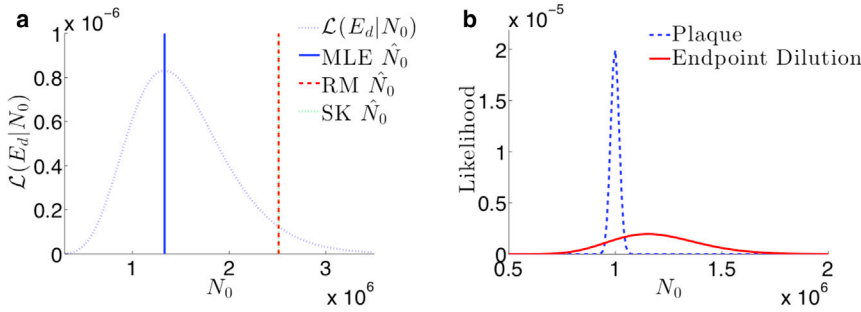 a
x 10^-6
1
0.8
0.6
0.4
0.2
0
ℒ(E_d|N_0)
1
2
3
N_0
x 10^6
ℒ(E_d|N_0)
MLE N̂_0
RM N̂_0
SK N̂_0
b
x 10^-5
2
1.5
1
0.5
0
Likelihood
0.5
1
1.5
2
N_0
x 10^6
Plaque
Endpoint Dilution